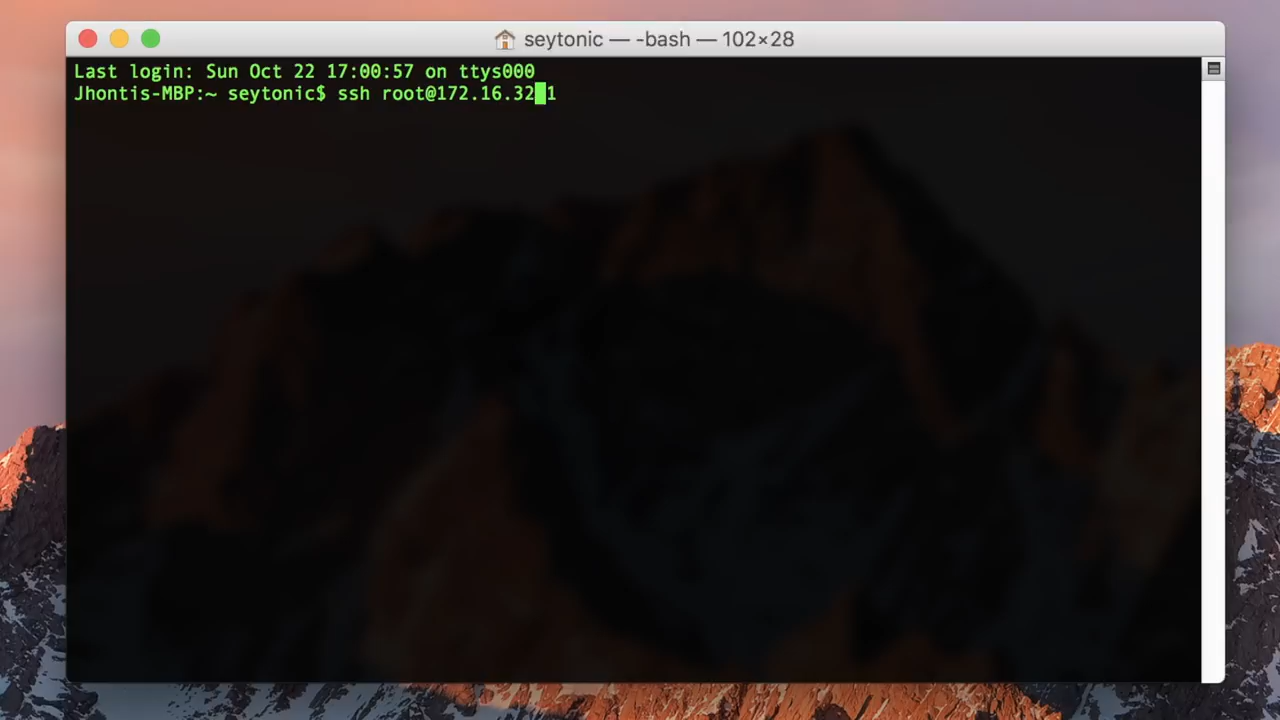 seytonic — -bash — 102×28
Last login: Sun Oct 22 17:00:57 on ttys000
Jhontis-MBP:~ seytonic$ ssh root@172.16.32 1